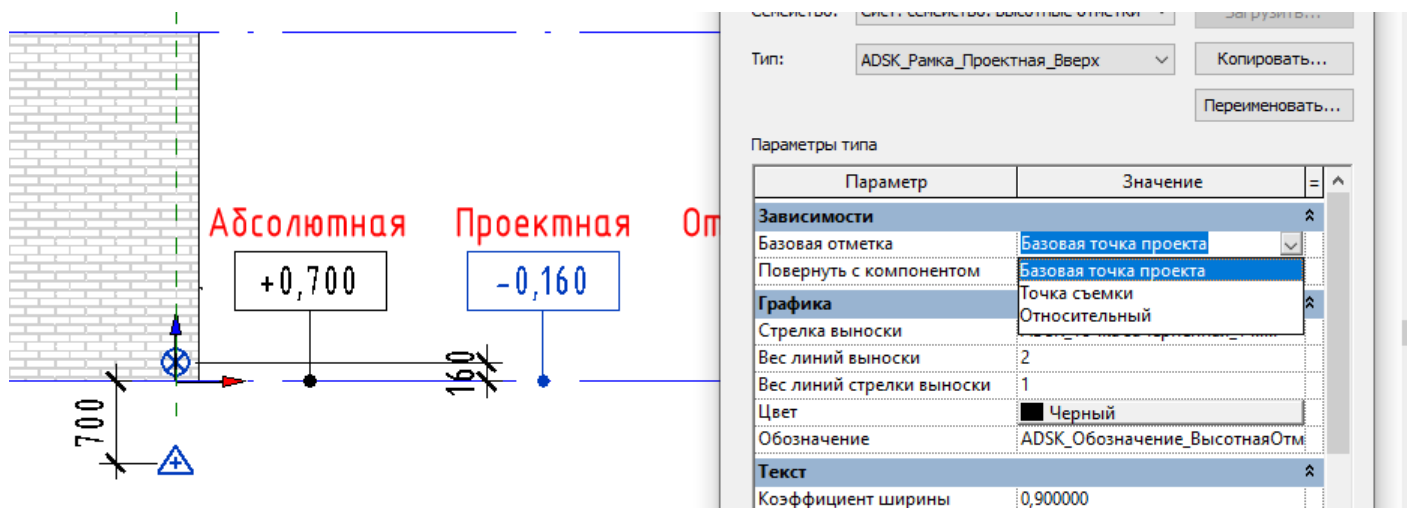 Тип:
ADSK_Рамка_Проектная_Вверх
Копировать...
Переименовать...
Параметры типа
Параметр
Значение
=
Зависимости
Базовая отметка
Базовая точка проекта
Повернуть с компонентом
Базовая точка проекта
Точка съемки
Относительный
Графика
Стрелка выноски
Вес линий выноски
2
Вес линий стрелки выноски
1
Цвет
Черный
Обозначение
ADSK_Обозначение_ВысотнаяОтм
Текст
Коэффициент ширины
0,900000
Абсолютная
Проектная
От
+0,700
-0,160
160
700